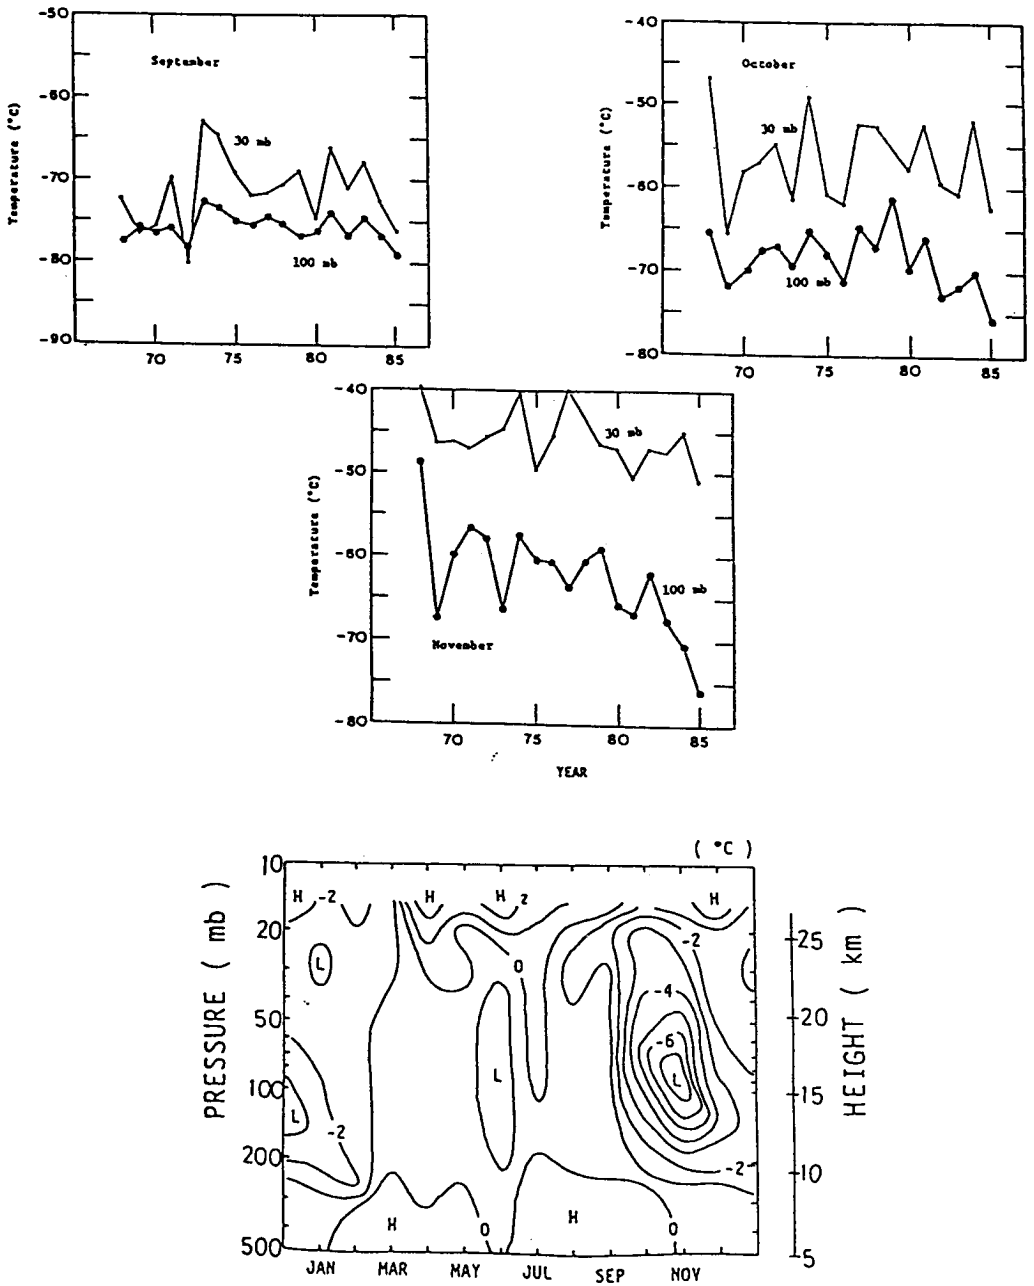 -50
-60
-70
-80
-90
Temperature (°C)
September
30 mb
100 mb
70 75 80 85
-40
-50
-60
-70
-80
Temperature (°C)
October
30 mb
100 mb
70 75 80 85
-40
-50
-60
-70
-80
Temperature (°C)
30 mb
100 mb
November
70 75 80 85
YEAR
(°C)
10
20
50
100
200
500
PRESSURE (mb)
H -2 H H 2
H
L
0
-2
-4
-6
L
L
L
-2
-2
H
0
H
0
25
20
15
10
5
HEIGHT (km)
JAN MAR MAY JUL SEP NOV